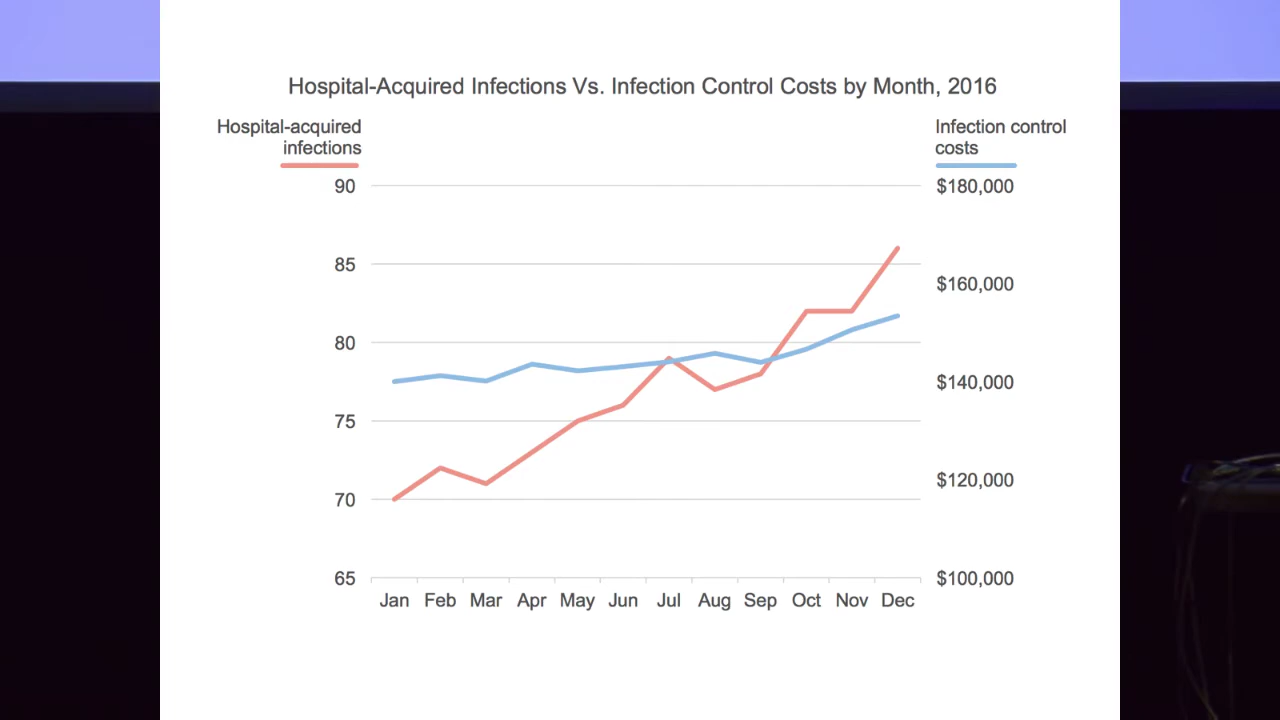 Hospital-Acquired Infections Vs. Infection Control Costs by Month, 2016
Hospital-acquired
infections
Infection control
costs
90
85
80
75
70
65
$180,000
$160,000
$140,000
$120,000
$100,000
Jan Feb Mar Apr May Jun Jul Aug Sep Oct Nov Dec